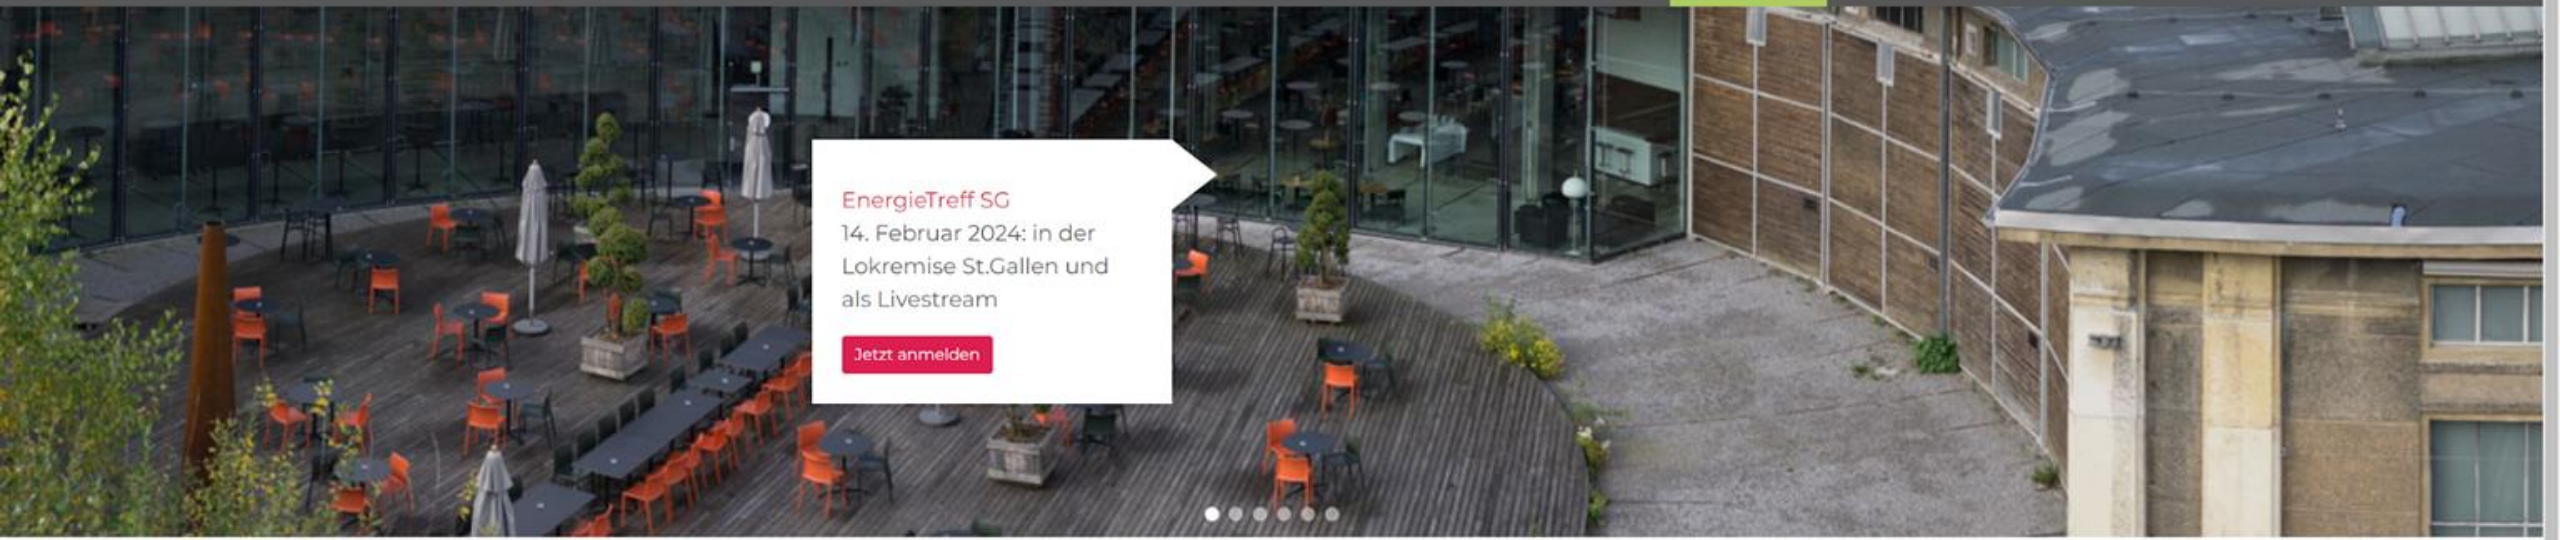 EnergieTreff SG
14. Februar 2024: in der
Lokremise St.Gallen und
als Livestream
Jetzt anmelden